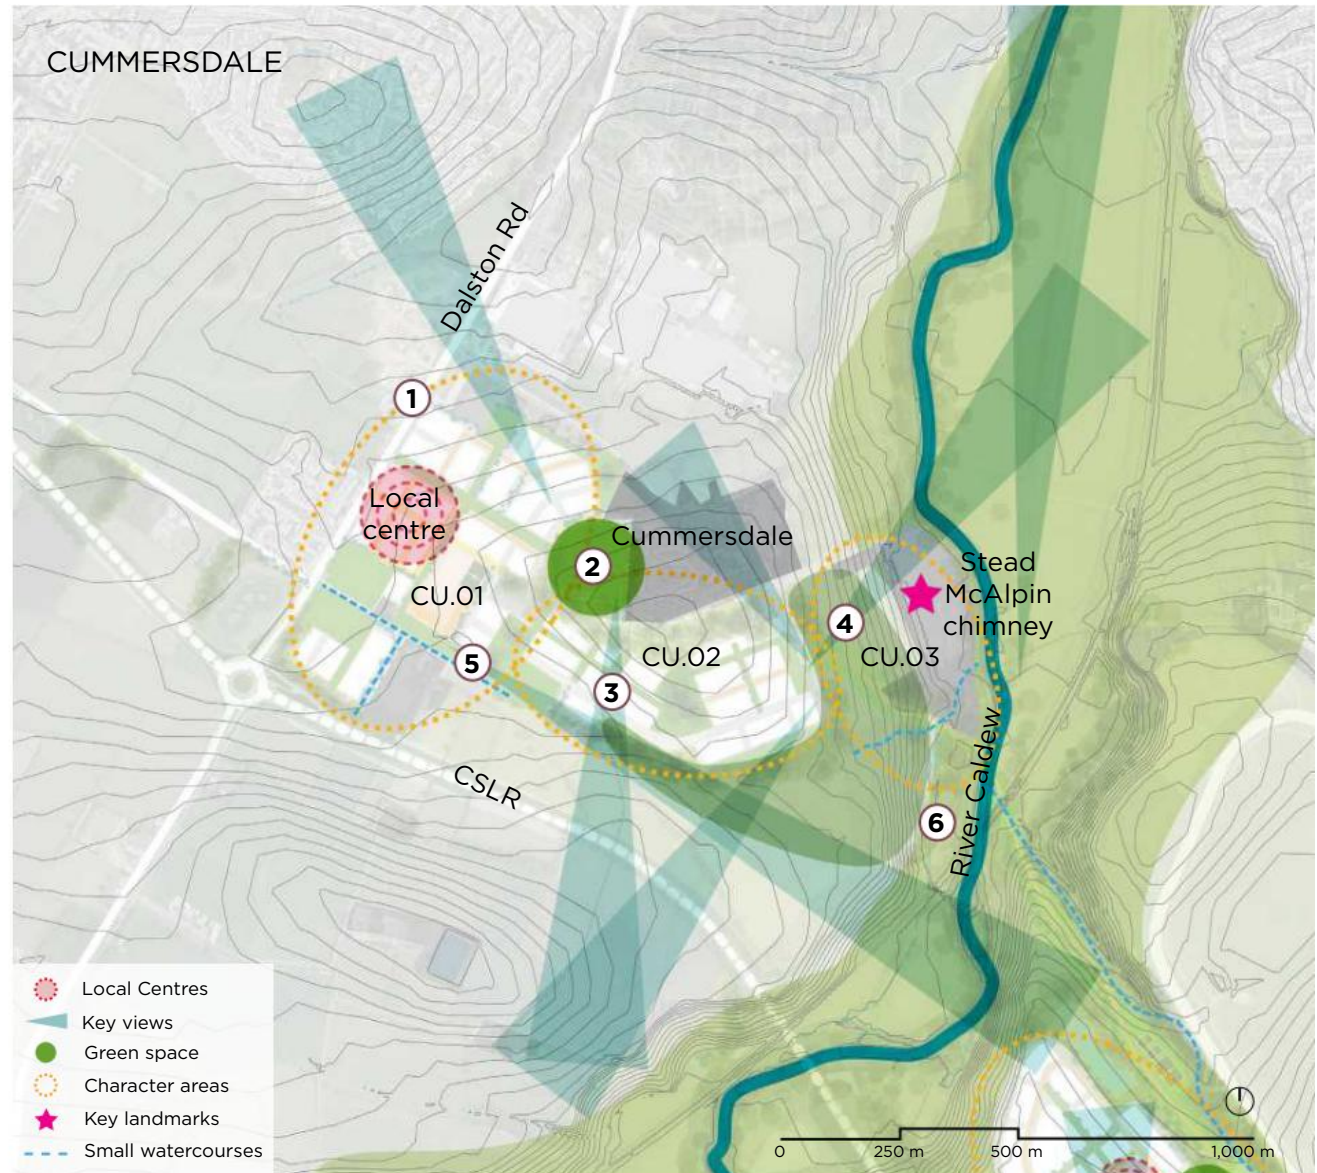 CUMMERSDALE
Dalston Rd
1
Local
centre
2
Cummersdale
Stead
McAlpin
chimney
CU.01
4
CU.02
CU.03
5
3
CSLR
6
River Caldew
Local Centres
Key views
Green space
Character areas
Key landmarks
Small watercourses
0
250 m
500 m
1,000 m